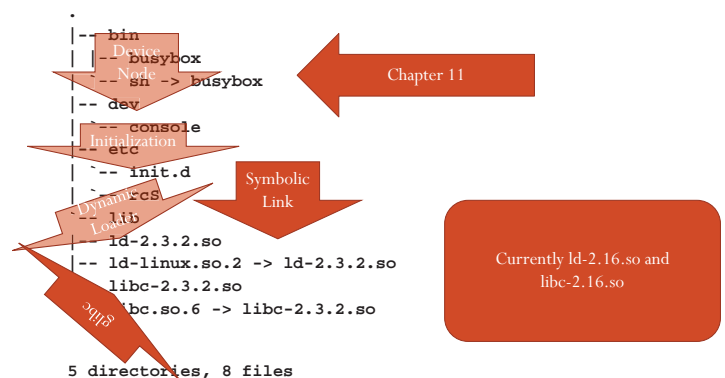 .
|-- bin
| |-- busybox
| `-- sh -> busybox
|-- dev
| `-- console
|-- etc
| `-- init.d
| `-- rcS
`-- lib
|-- ld-2.3.2.so
|-- ld-linux.so.2 -> ld-2.3.2.so
|-- libc-2.3.2.so
`-- libc.so.6 -> libc-2.3.2.so
5 directories, 8 files
Device
Node
Chapter 11
Initialization
Symbolic
Link
Dynamic
Loader
glibc
Currently ld-2.16.so and
libc-2.16.so